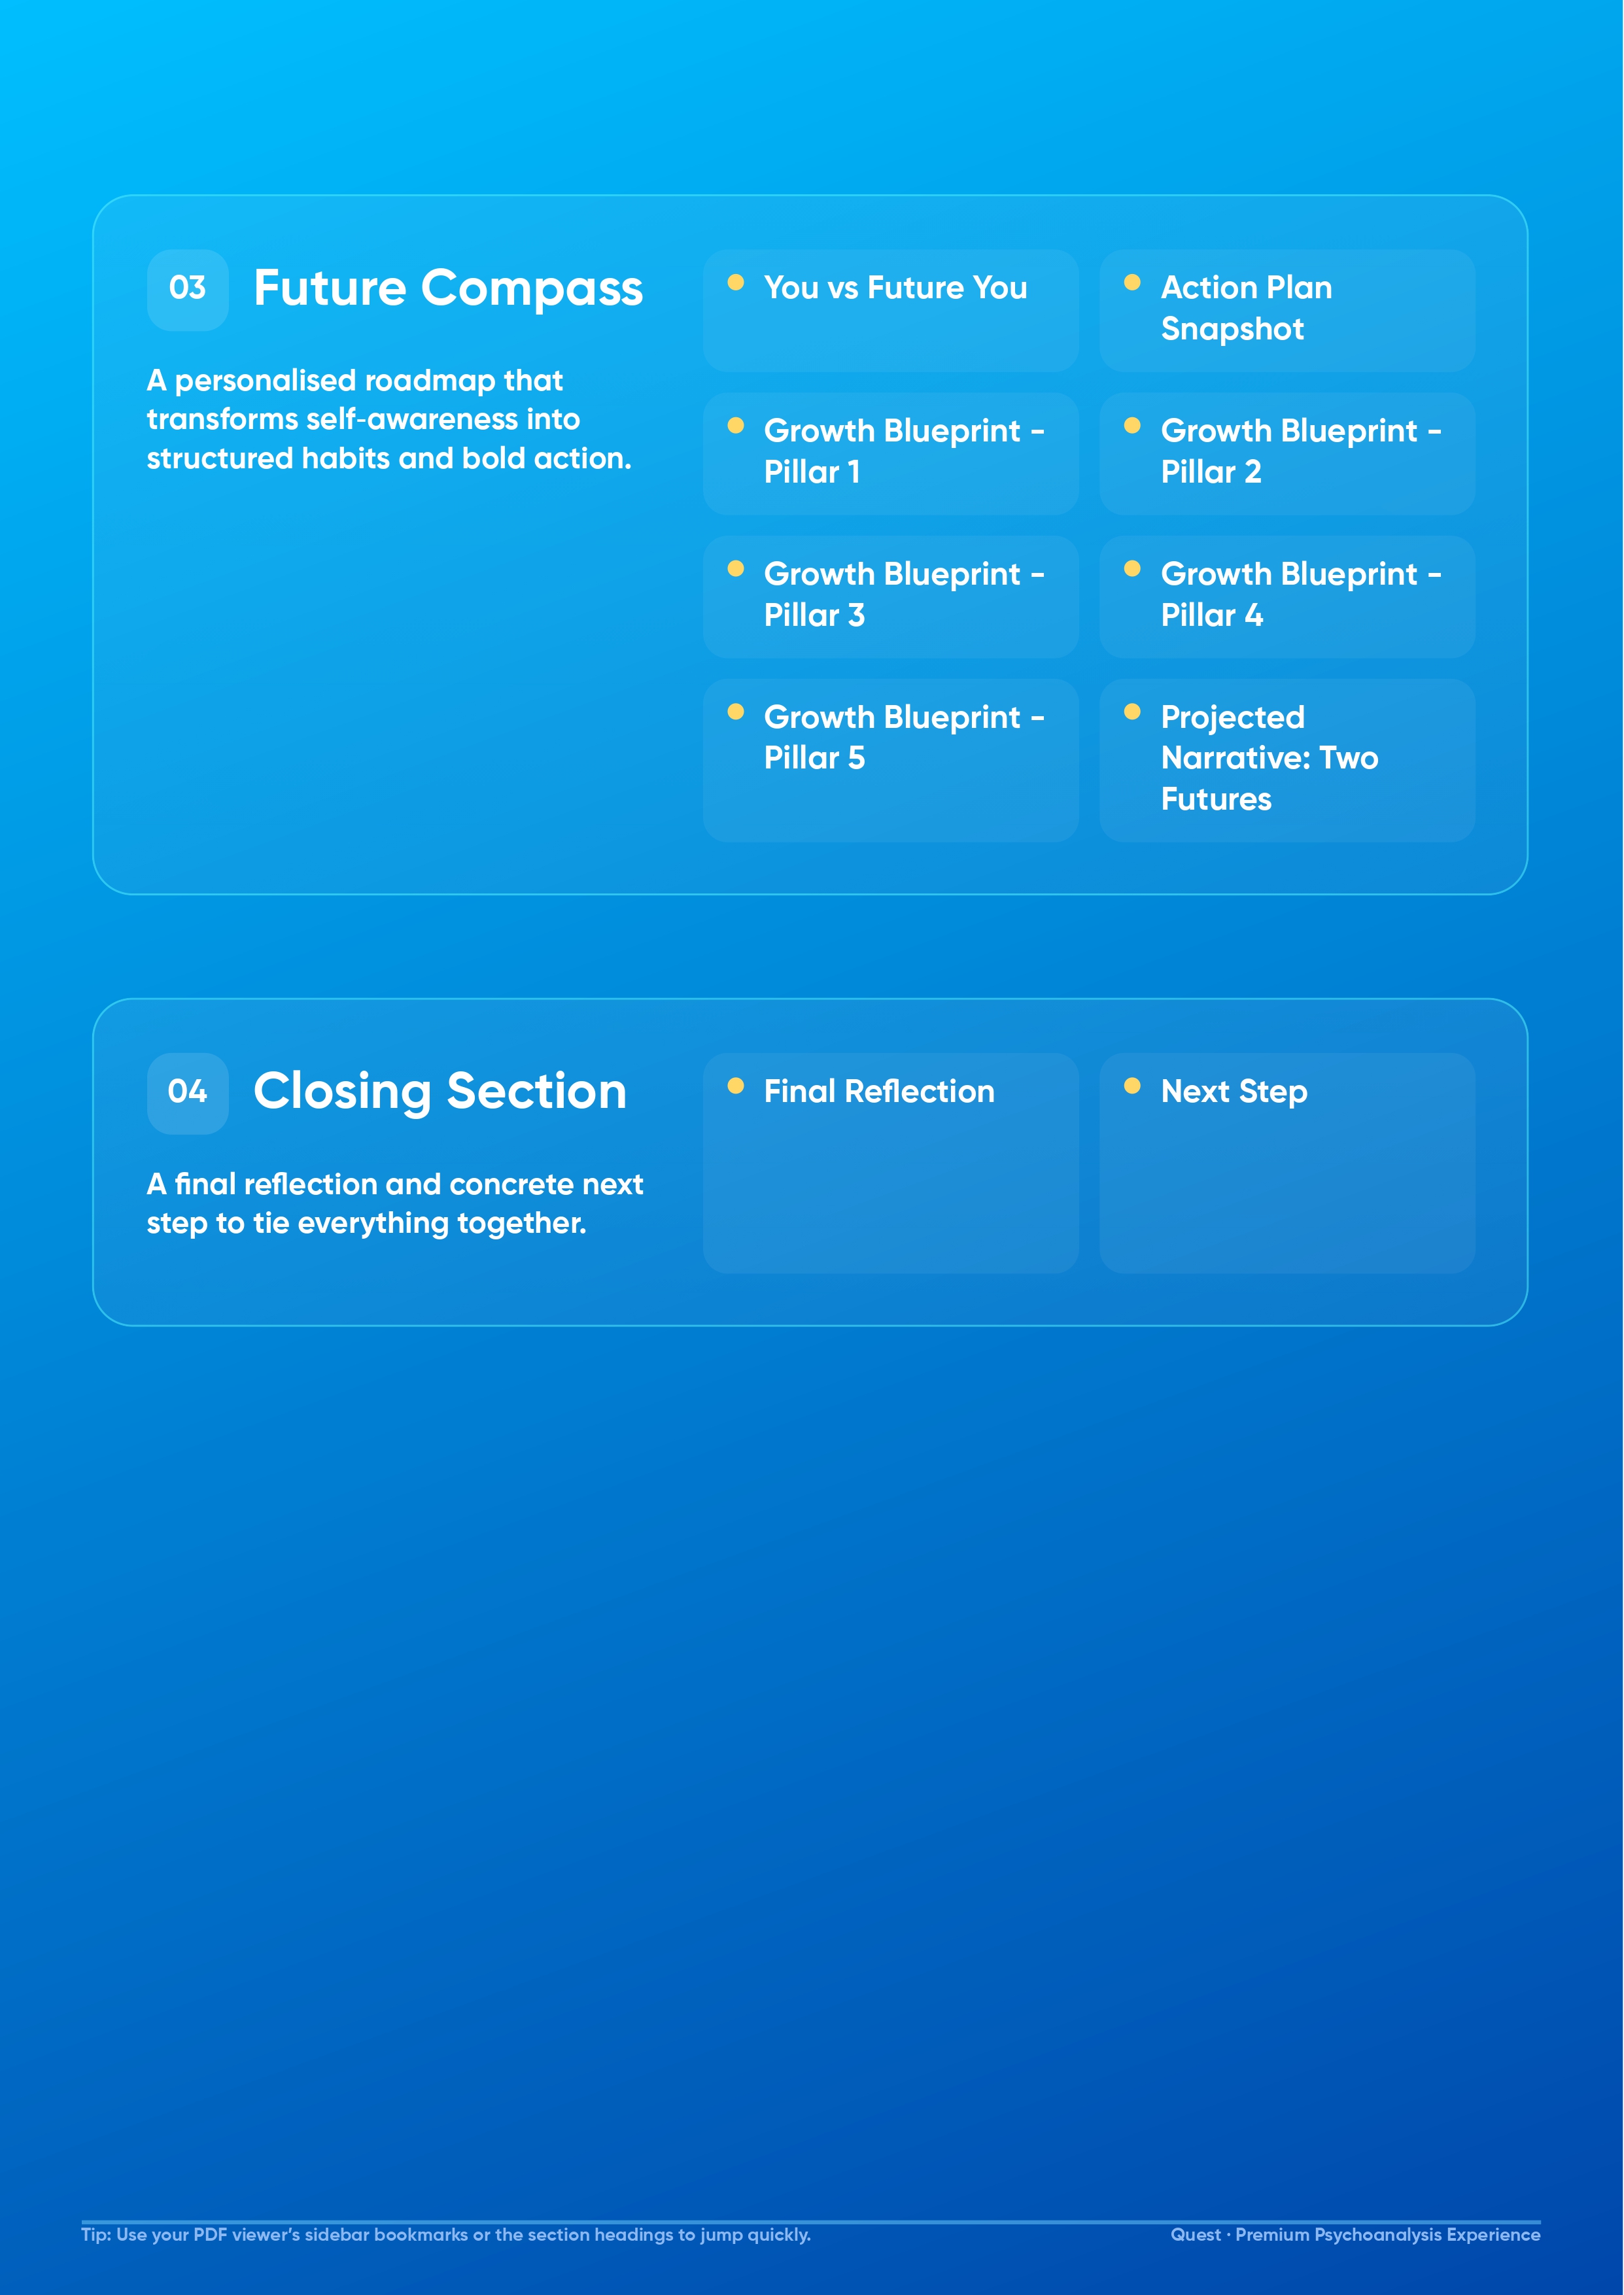 03
Future Compass
A personalised roadmap that
transforms self-awareness into
structured habits and bold action.
You vs Future You
Action Plan
Snapshot
Growth Blueprint -
Pillar 1
Growth Blueprint -
Pillar 2
Growth Blueprint -
Pillar 3
Growth Blueprint -
Pillar 4
Growth Blueprint -
Pillar 5
Projected
Narrative: Two
Futures
04
Closing Section
A final reflection and concrete next
step to tie everything together.
Final Reflection
Next Step
Tip: Use your PDF viewer’s sidebar bookmarks or the section headings to jump quickly.
Quest · Premium Psychoanalysis Experience